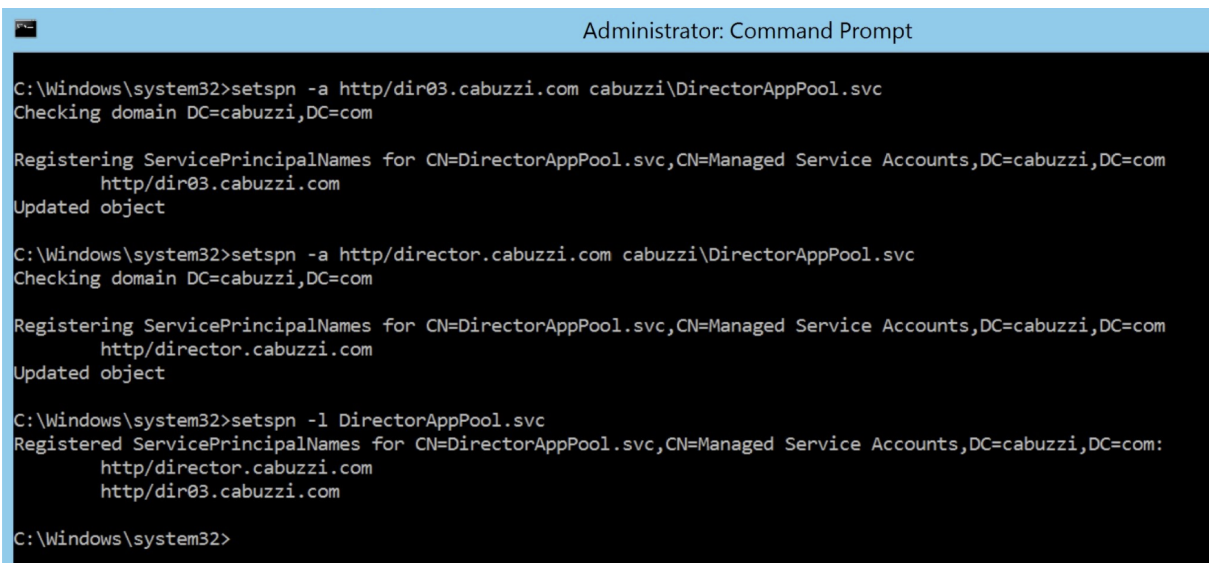 Administrator: Command Prompt
C:\Windows\system32>setspn -a http/dir03.cabuzzi.com cabuzzi\DirectorAppPool.svc
Checking domain DC=cabuzzi,DC=com
Registering ServicePrincipalNames for CN=DirectorAppPool.svc,CN=Managed Service Accounts,DC=cabuzzi,DC=com
http/dir03.cabuzzi.com
Updated object
C:\Windows\system32>setspn -a http/director.cabuzzi.com cabuzzi\DirectorAppPool.svc
Checking domain DC=cabuzzi,DC=com
Registering ServicePrincipalNames for CN=DirectorAppPool.svc,CN=Managed Service Accounts,DC=cabuzzi,DC=com
http/director.cabuzzi.com
Updated object
C:\Windows\system32>setspn -l DirectorAppPool.svc
Registered ServicePrincipalNames for CN=DirectorAppPool.svc,CN=Managed Service Accounts,DC=cabuzzi,DC=com:
http/director.cabuzzi.com
http/dir03.cabuzzi.com
C:\Windows\system32>